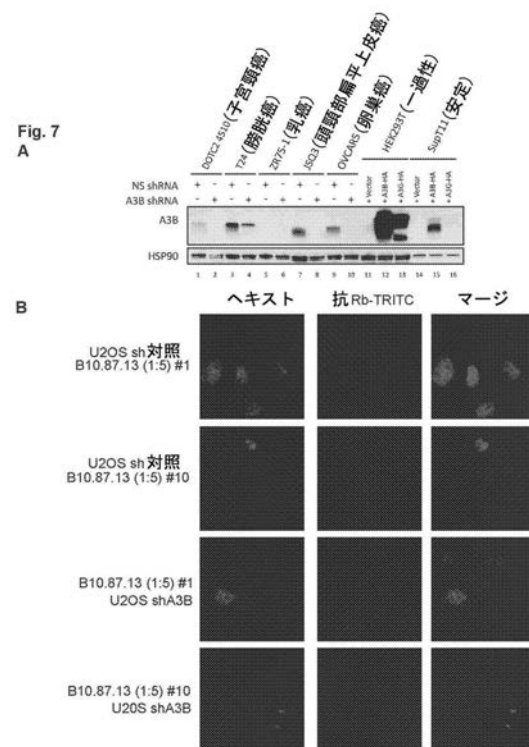 Fig. 7
A
DOTC2 4510 (子宮頸癌)
T24 (膀胱癌)
ZR75-1 (乳癌)
JSQ3 (頭頸部扁平上皮癌)
OVCAR5 (卵巣癌)
HEK293T (一過性)
SupT11 (安定)
NS shRNA + - + - + - + - + -
A3B shRNA - + - + - + - + - +
+ Vector
+ A3B-HA
+ A3G-HA
+ Vector
+ A3B-HA
+ A3G-HA
A3B
HSP90
1 2 3 4 5 6 7 8 9 10 11 12 13 14 15 16
B
ヘキスト 抗Rb-TRITC マージ
U2OS sh対照
B10.87.13 (1:5) #1
U2OS sh対照
B10.87.13 (1:5) #10
B10.87.13 (1:5) #1
U2OS shA3B
B10.87.13 (1:5) #10
U20S shA3B